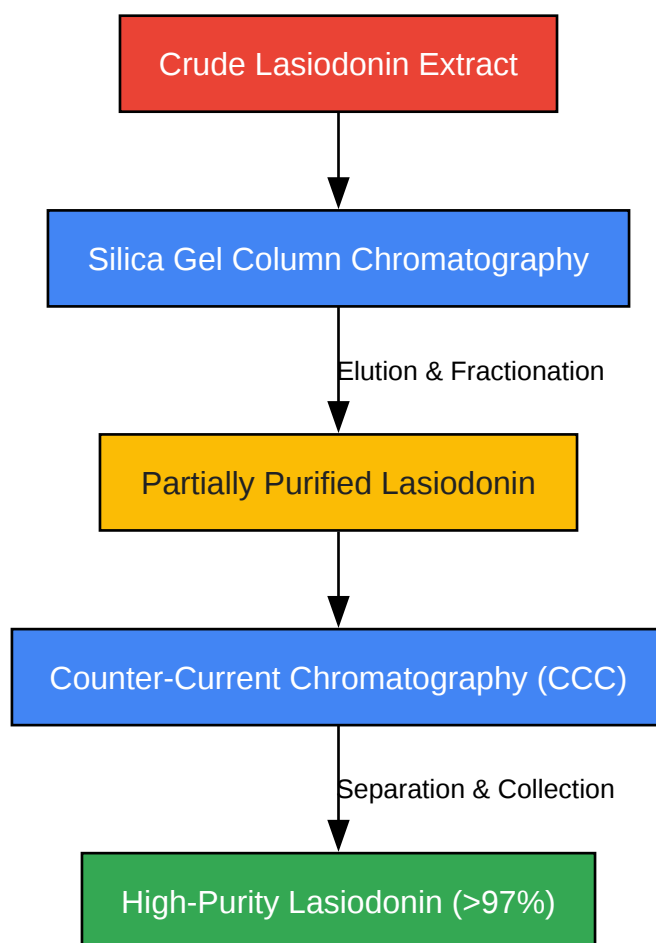 Crude Lasiodonin Extract
Silica Gel Column Chromatography
Elution & Fractionation
Partially Purified Lasiodonin
Counter-Current Chromatography (CCC)
Separation & Collection
High-Purity Lasiodonin (>97%)